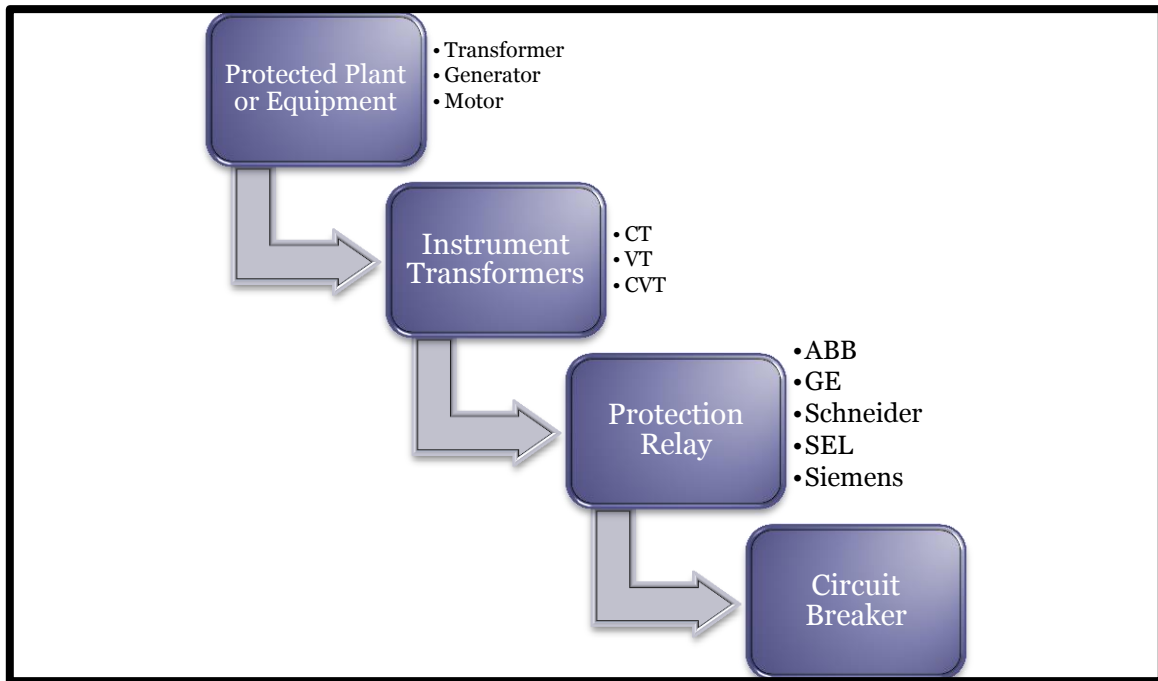 Protected Plant
or Equipment
• Transformer
• Generator
• Motor
Instrument
Transformers
• CT
• VT
• CVT
Protection
Relay
• ABB
• GE
• Schneider
• SEL
• Siemens
Circuit
Breaker